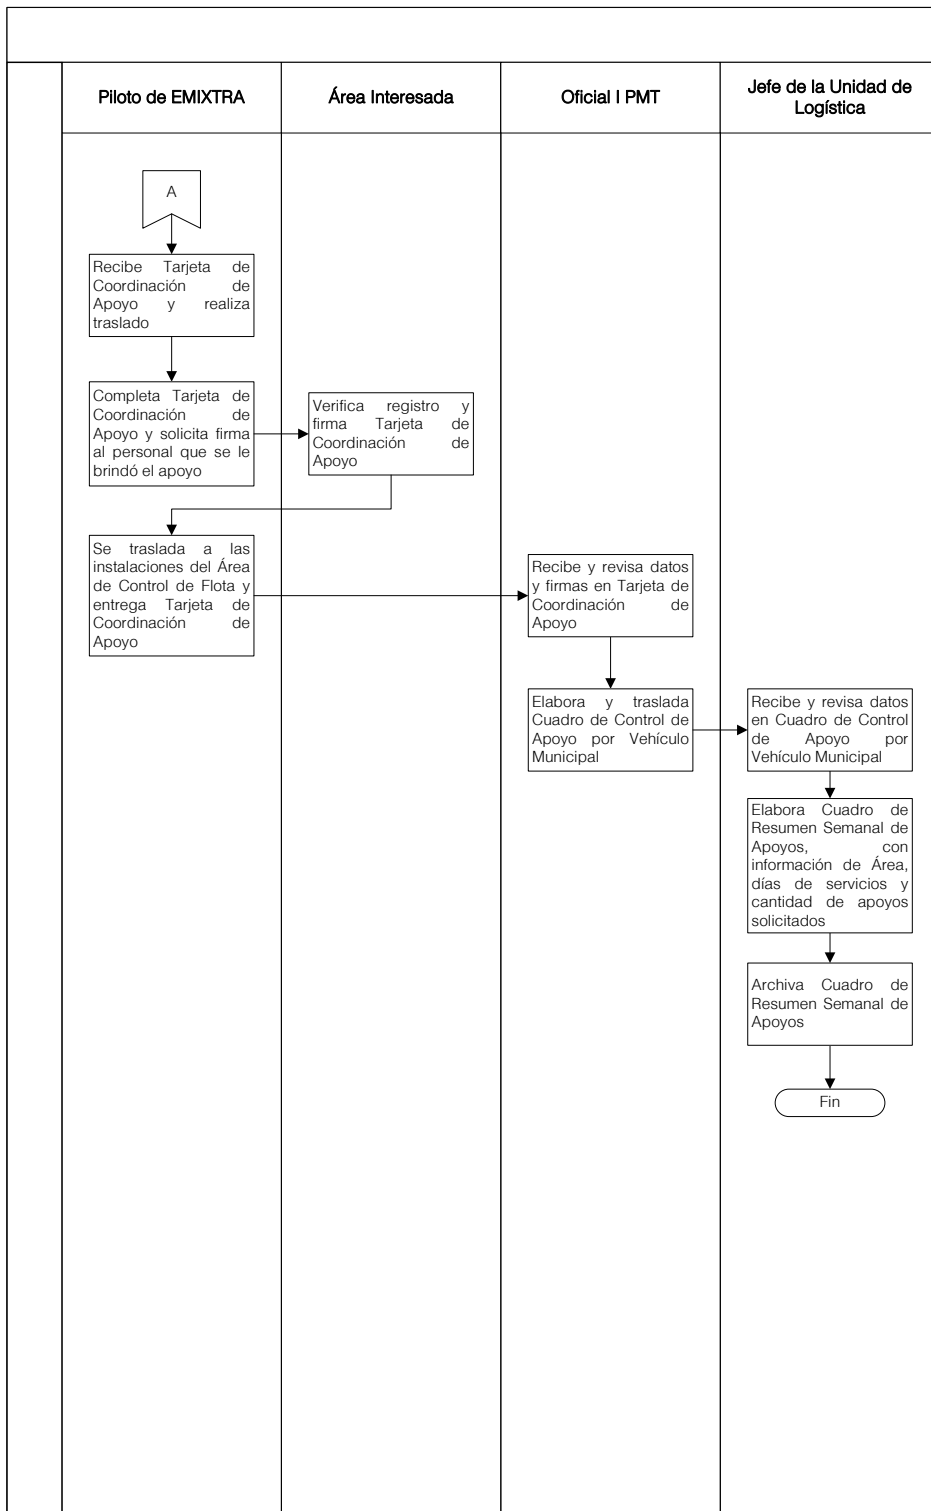 Piloto de EMIXTRA
Área Interesada
Oficial I PMT
Jefe de la Unidad de
Logística
A
Recibe Tarjeta de
Coordinación de
Apoyo y realiza
traslado
Completa Tarjeta de
Coordinación de
Apoyo y solicita firma
al personal que se le
brindó el apoyo
Verifica registro y
firma Tarjeta de
Coordinación de
Apoyo
Se traslada a las
instalaciones del Área
de Control de Flota y
entrega Tarjeta de
Coordinación de
Apoyo
Recibe y revisa datos
y firmas en Tarjeta de
Coordinación de
Apoyo
Elabora y traslada
Cuadro de Control de
Apoyo por Vehículo
Municipal
Recibe y revisa datos
en Cuadro de Control
de Apoyo por
Vehículo Municipal
Elabora Cuadro de
Resumen Semanal de
Apoyos, con
información de Área,
días de servicios y
cantidad de apoyos
solicitados
Archiva Cuadro de
Resumen Semanal de
Apoyos
Fin